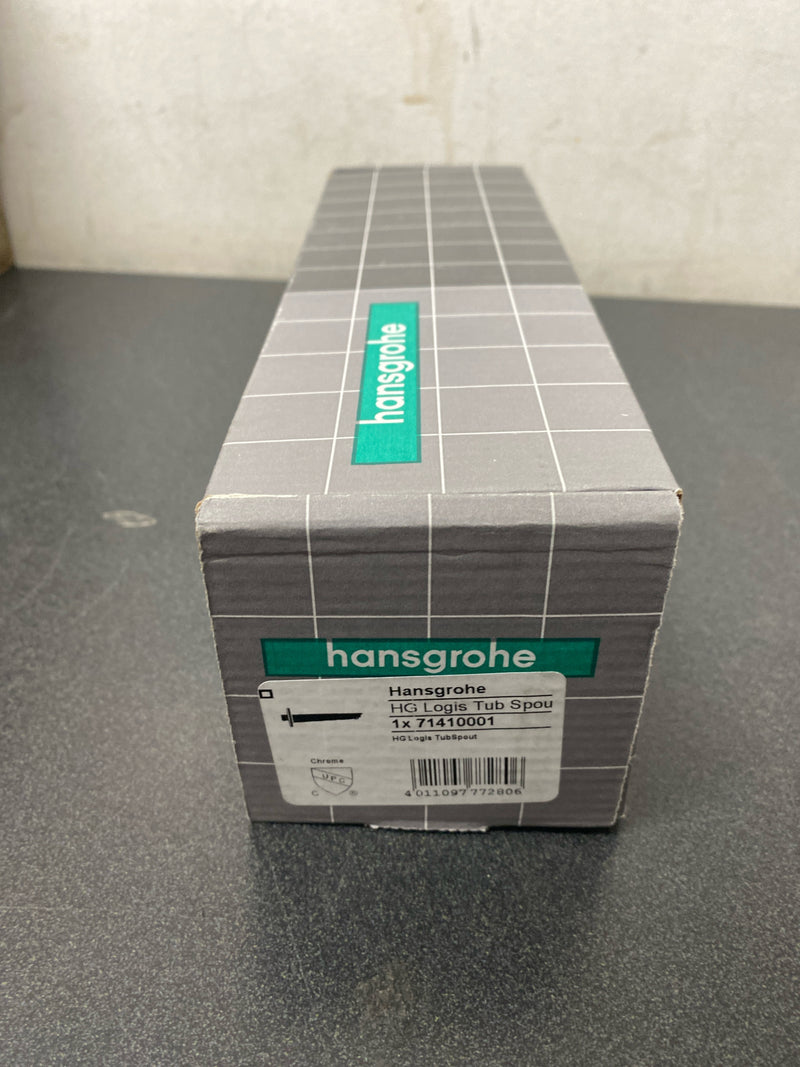 hansgrohe
hansgrohe
Hansgrohe
HG Logis Tub Spou
1x 71410001
HG Logis TubSpout
Chrome
UPC
C ®
4 011097 772806